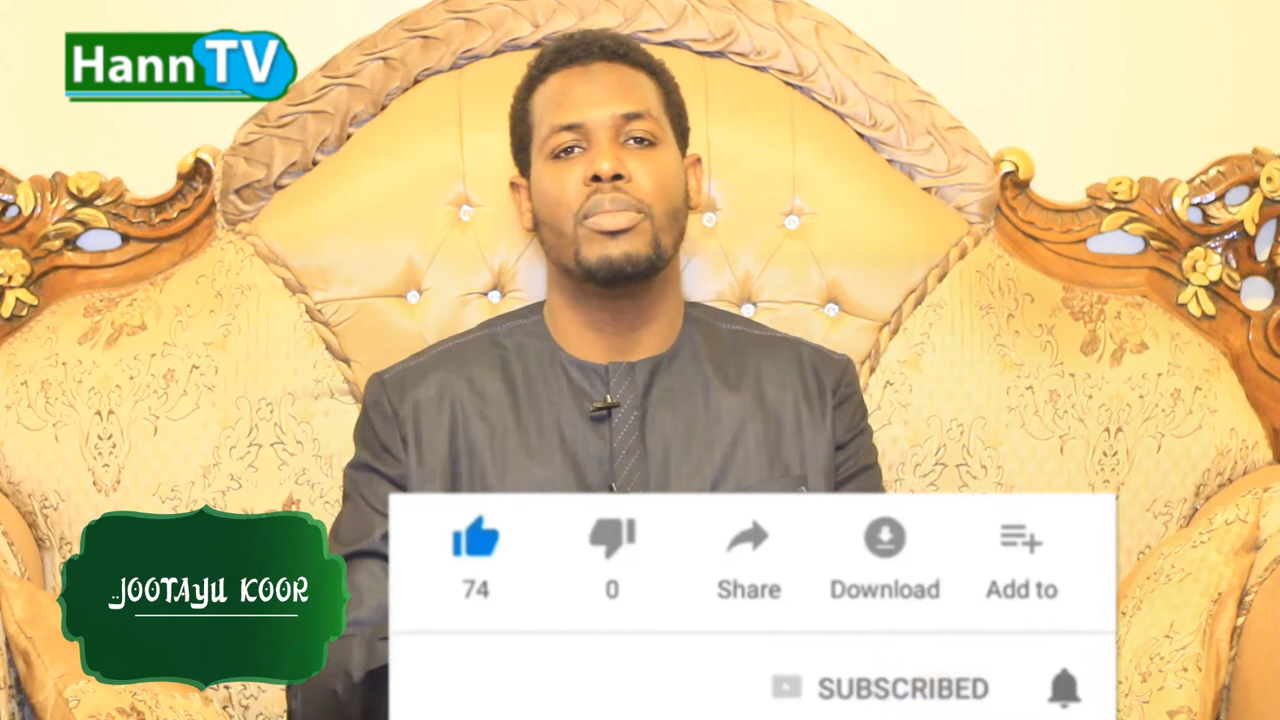 HannTV
..JOOTAYU KOOR
74
0
Share
Download
Add to
SUBSCRIBED